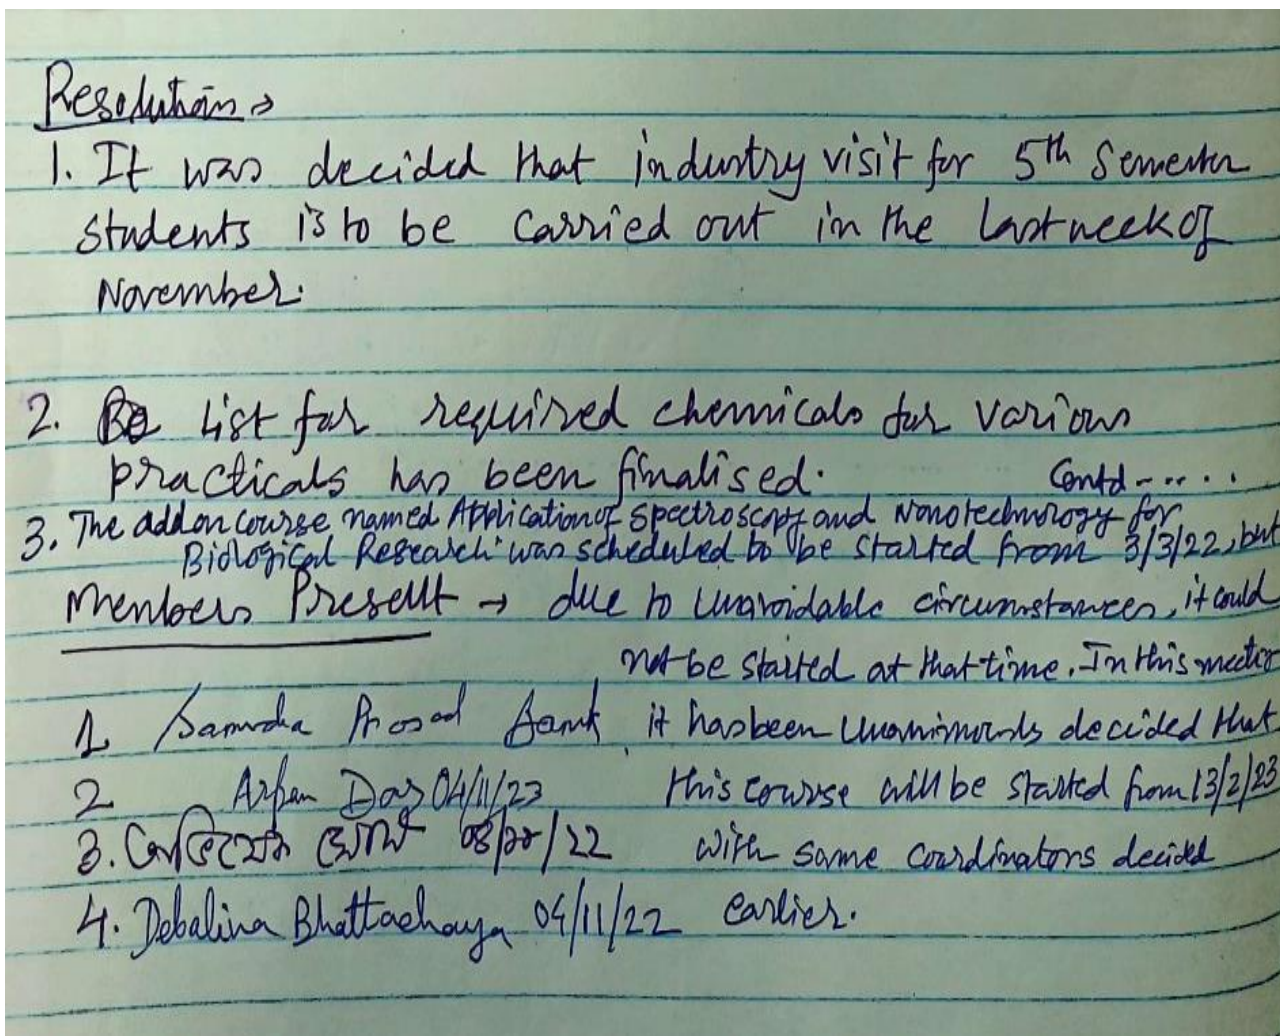 Resolution →
1. It was decided that industry visit for 5th Semester
students is to be carried out in the last week of
November.
2. List for required chemicals for various
practicals has been finalised.
Contd -....
3. The add on course named Application of Spectroscopy and Nanotechnology for
Biological Research" was scheduled to be started from 3/3/22, but
Members Present → due to unavoidable circumstances, it could
not be started at that time. In this meetin
1 Prosad it has been unanimously decided that
2 Arpan Das 04/11/23 this course will be started from 13/2/23
3. /22 with same coordinators decided
4. Debalina Bhattacharya 04/11/22 earlier.